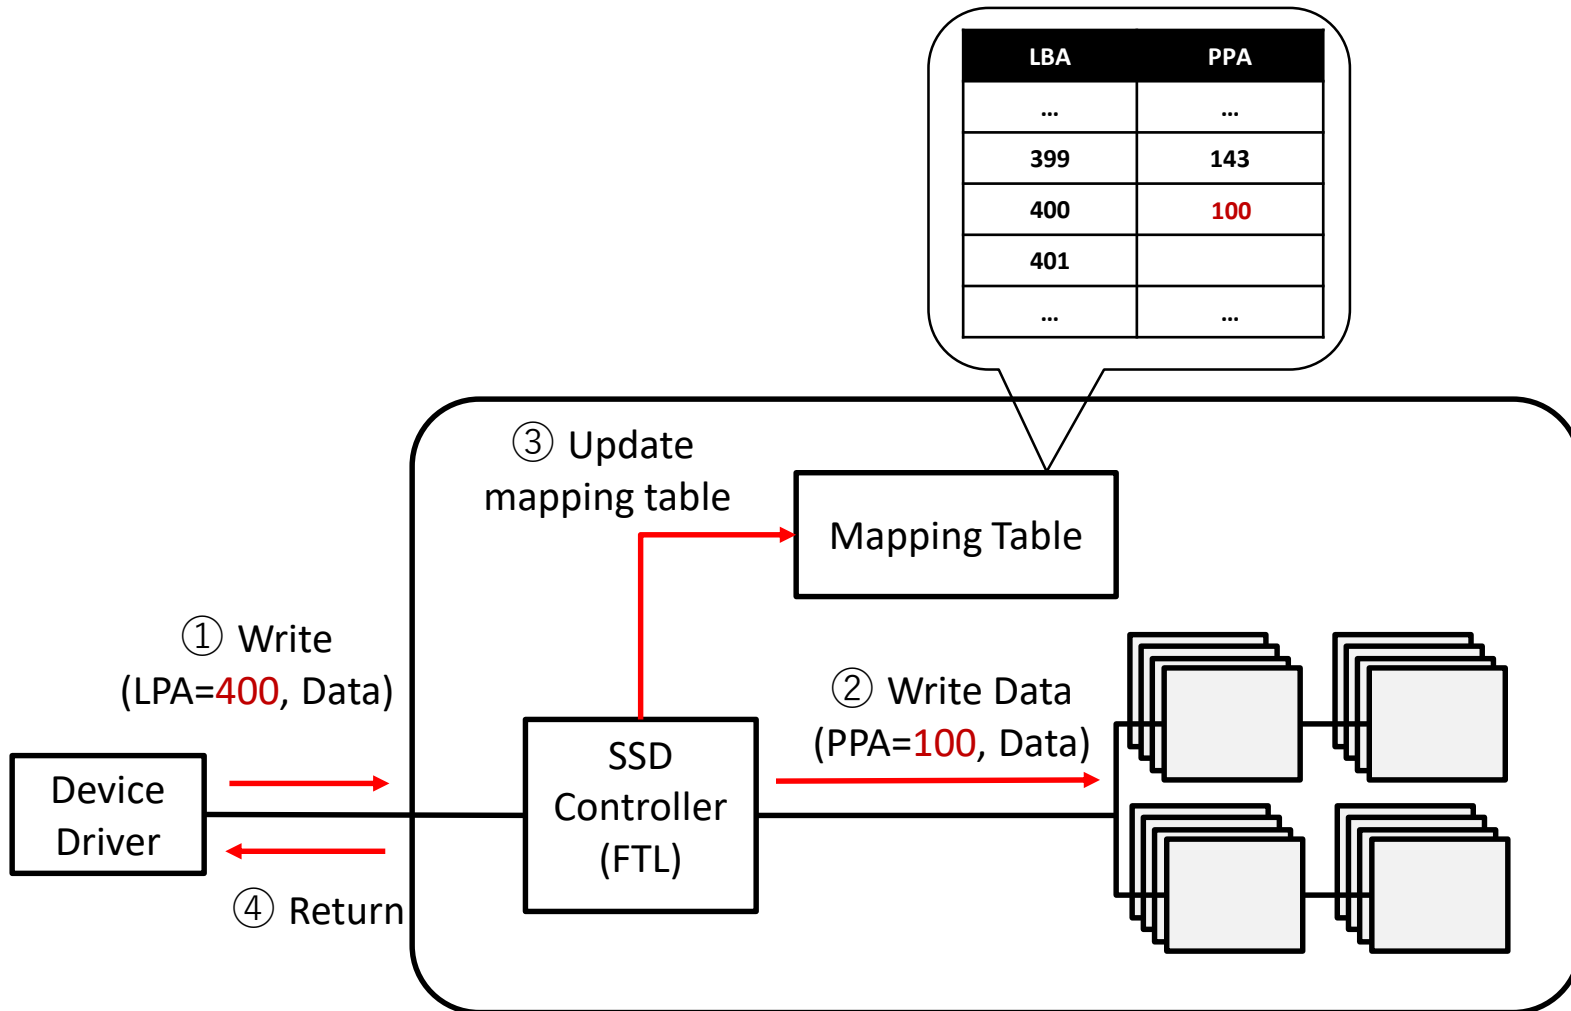 LBA PPA
... ...
399 143
400 100
401
... ...
③ Update
mapping table
Mapping Table
① Write
(LPA=400, Data)
② Write Data
(PPA=100, Data)
SSD
Controller
(FTL)
Device
Driver
④ Return